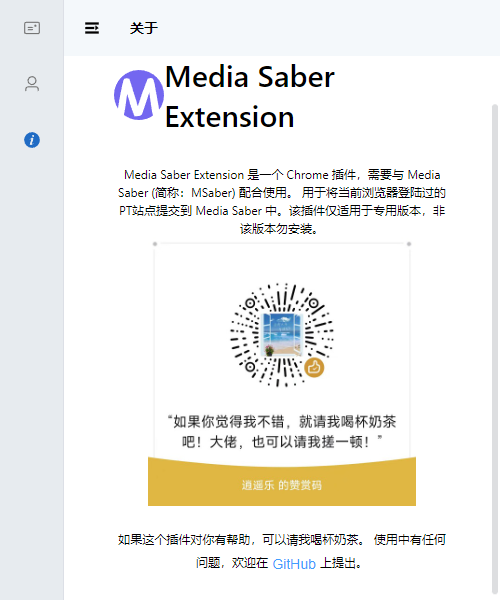 关于
M
Media Saber
Extension
Media Saber Extension 是一个 Chrome 插件，需要与 Media
Saber (简称：MSaber) 配合使用。 用于将当前浏览器登陆过的
PT站点提交到 Media Saber 中。该插件仅适用于专用版本，非
该版本勿安装。
“如果你觉得我不错，就请我喝杯奶茶
吧！大佬，也可以请我搓一顿！”
逍遥乐 的赞赏码
如果这个插件对你有帮助，可以请我喝杯奶茶。 使用中有任何
问题，欢迎在 GitHub 上提出。